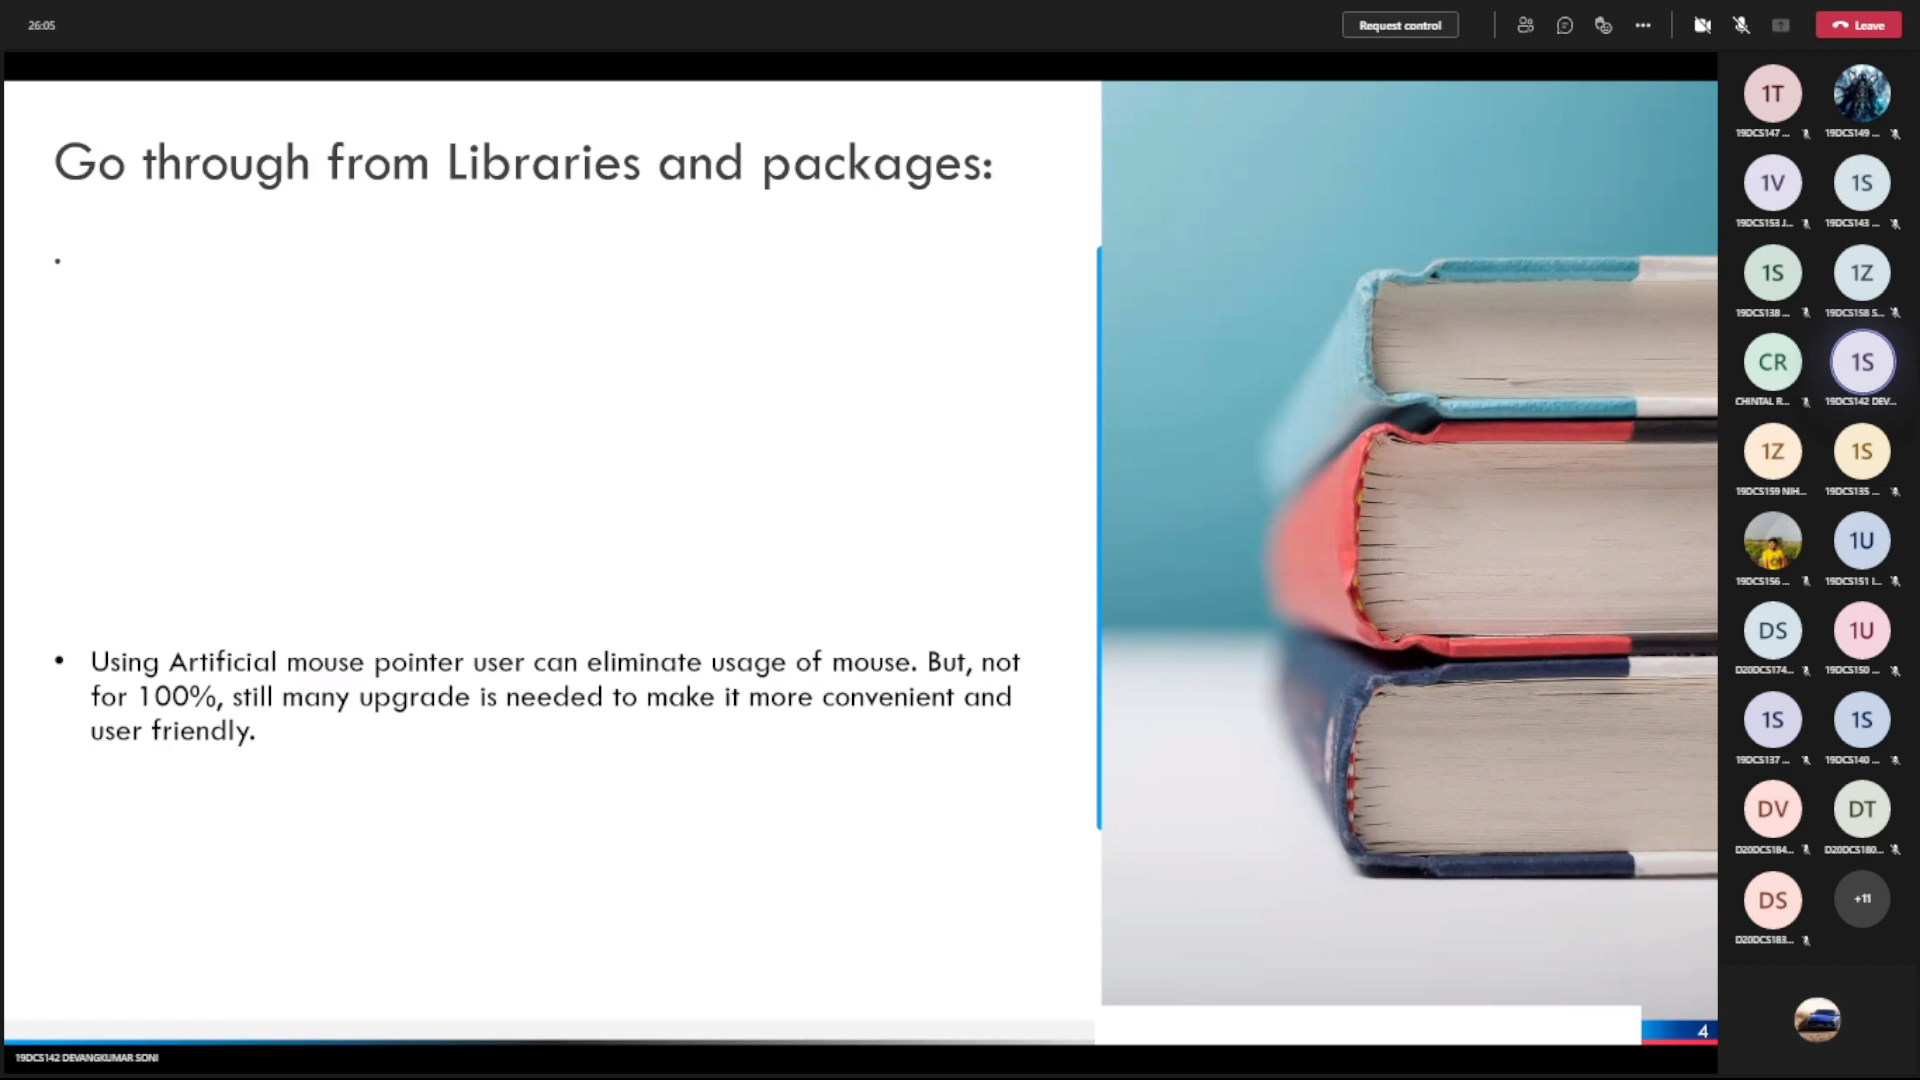 26:05
Request control
Leave
Go through from Libraries and packages:
•
• Using Artificial mouse pointer user can eliminate usage of mouse. But, not
for 100%, still many upgrade is needed to make it more convenient and
user friendly.
4
19DCS142 DEVANGKUMAR SONI
1T
19DCS147 ...
19DCS149 ...
1V
19DCS153 J...
1S
19DCS143 ...
1S
19DCS138 ...
1Z
19DCS158 S...
CR
CHINTAL R...
1S
19DCS142 DEV...
1Z
19DCS159 NIH...
1S
19DCS135 ...
19DCS156 ...
1U
19DCS151 I...
DS
D20DCS174...
1U
19DCS150 ...
1S
19DCS137 ...
1S
19DCS140 ...
DV
D20DCS184...
DT
D20DCS180...
DS
D20DCS183...
+11